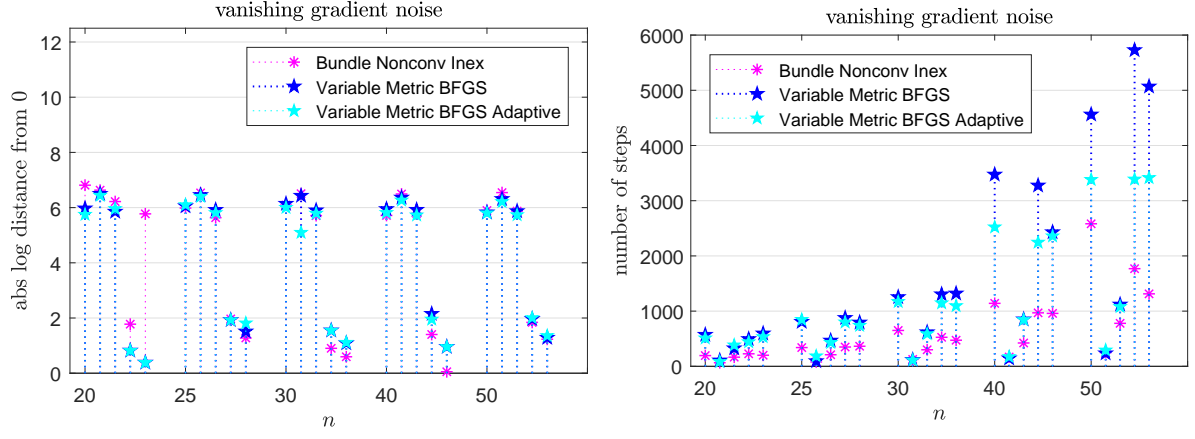 vanishing gradient noise
12
10
8
6
4
2
0
abs log distance from 0
Bundle Nonconv Inex
Variable Metric BFGS
Variable Metric BFGS Adaptive
20 25 30 40 50
n
vanishing gradient noise
6000
5000
4000
3000
2000
1000
0
number of steps
Bundle Nonconv Inex
Variable Metric BFGS
Variable Metric BFGS Adaptive
20 25 30 40 50
n